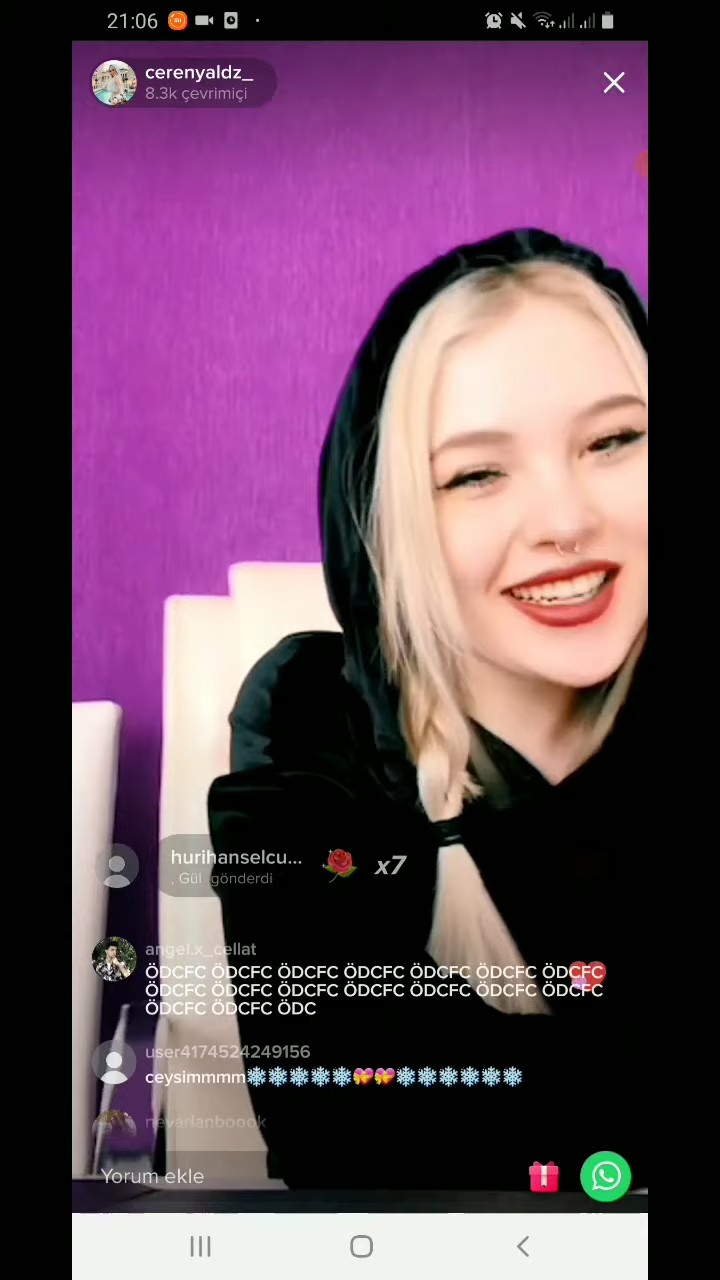 21:06
cerenyaldz_
8.3k çevrimiçi
hurihanselcu...
, Gül gönderdi
x7
angel.x_cellat
ÖDCFC ÖDCFC ÖDCFC ÖDCFC ÖDCFC ÖDCFC ÖDCFC
ÖDCFC ÖDCFC ÖDCFC ÖDCFC ÖDCFC ÖDCFC ÖDCFC
ÖDCFC ÖDCFC ÖDC
user4174524249156
ceysimmmm❄❄❄❄❄💝💝❄❄❄❄❄❄
nevarlanboook
Yorum ekle